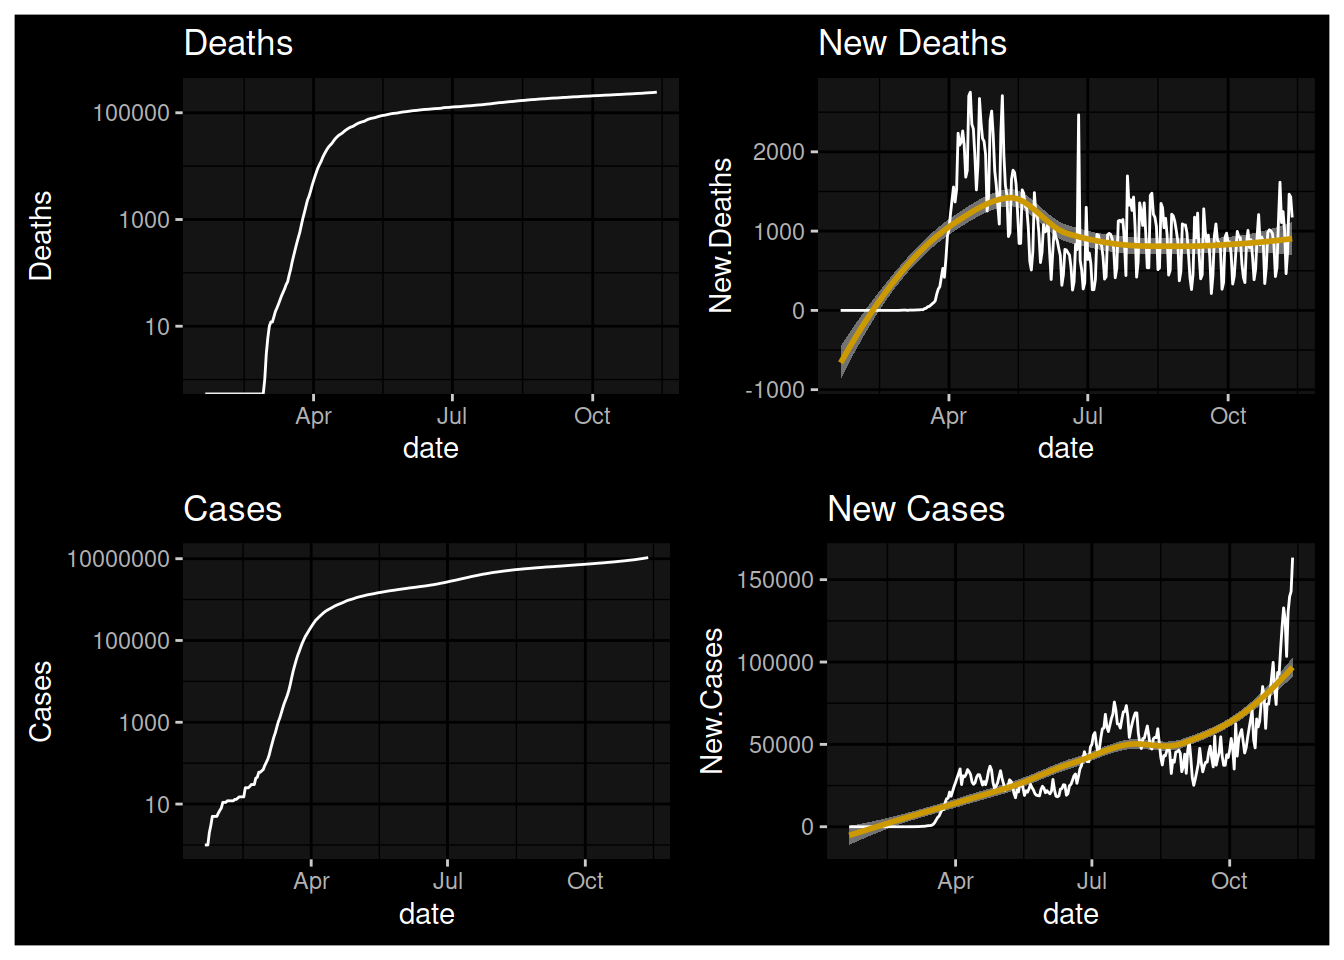 Deaths
Deaths
100000
1000
10
Apr Jul Oct
date
New Deaths
New.Deaths
2000
1000
0
-1000
Apr Jul Oct
date
Cases
Cases
10000000
100000
1000
10
Apr Jul Oct
date
New Cases
New.Cases
150000
100000
50000
0
Apr Jul Oct
date